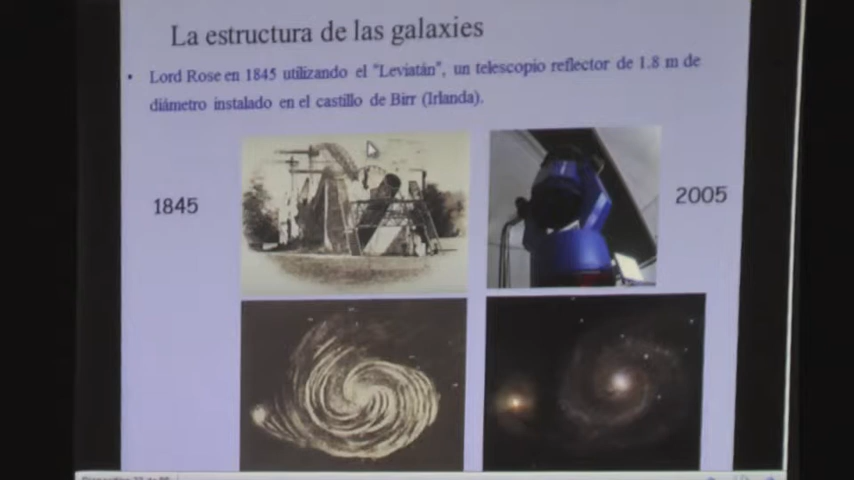 La estructura de las galaxies
• Lord Rose en 1845 utilizando el "Leviatán", un telescopio reflector de 1.8 m de
diámetro instalado en el castillo de Birr (Irlanda).
1845
2005